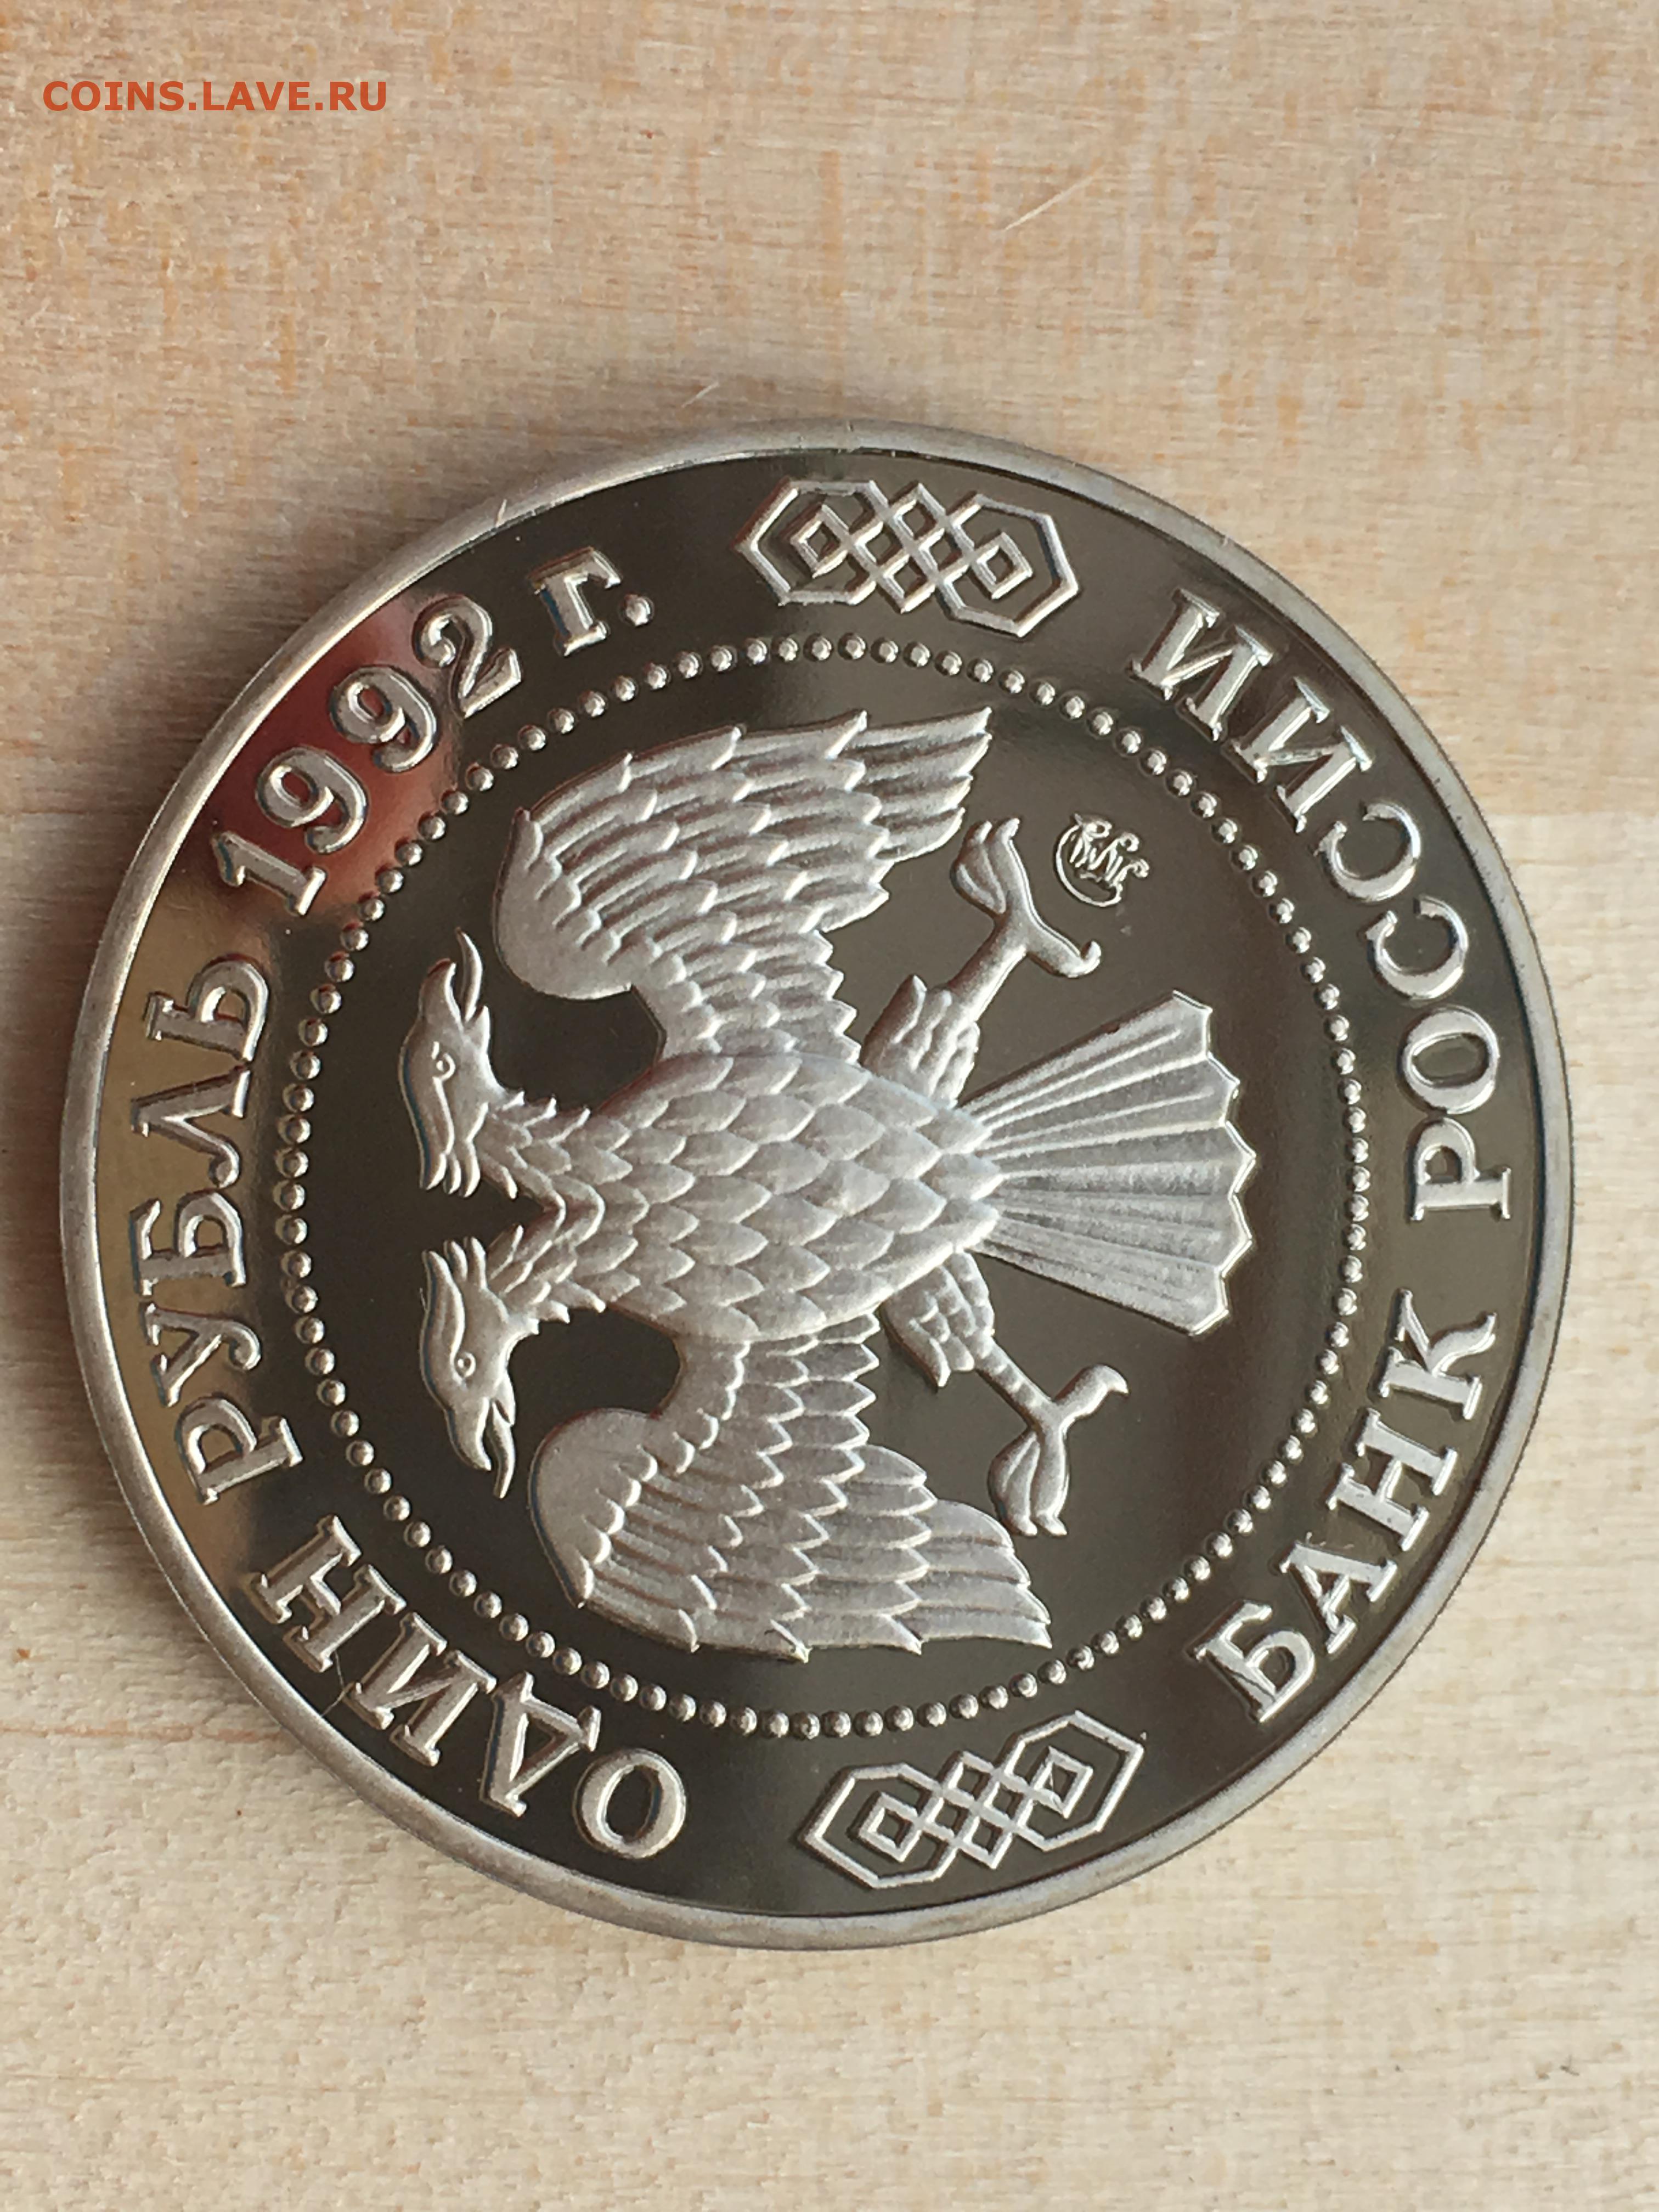 COINS.LAVE.RU
ОДИН РУБЛЬ 1992 Г.
БАНК РОССИИ